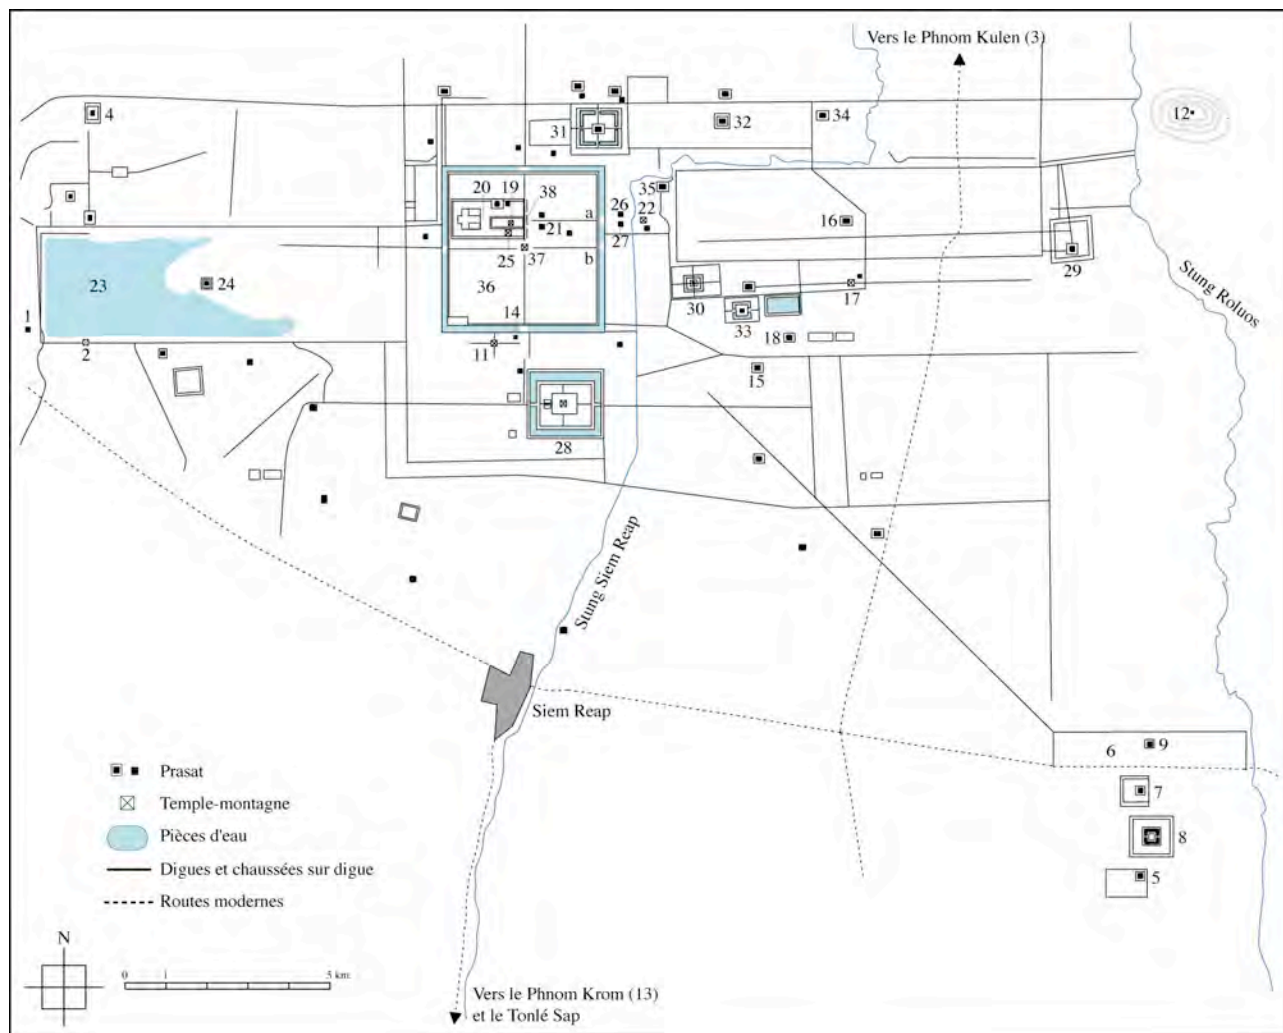 Vers le Phnom Kulen (3)
4
31
32
34
12
20
19
38
35
26
22
a
21
27
16
25
37
b
23
24
36
30
17
29
1
14
33
2
11
18
15
28
Stung Roluos
Stung Siem Reap
Siem Reap
6
9
7
8
5
Prasat
Temple-montagne
Pièces d'eau
Digues et chaussées sur digue
Routes modernes
N
0 1 5 km
Vers le Phnom Krom (13)
et le Tonlé Sap